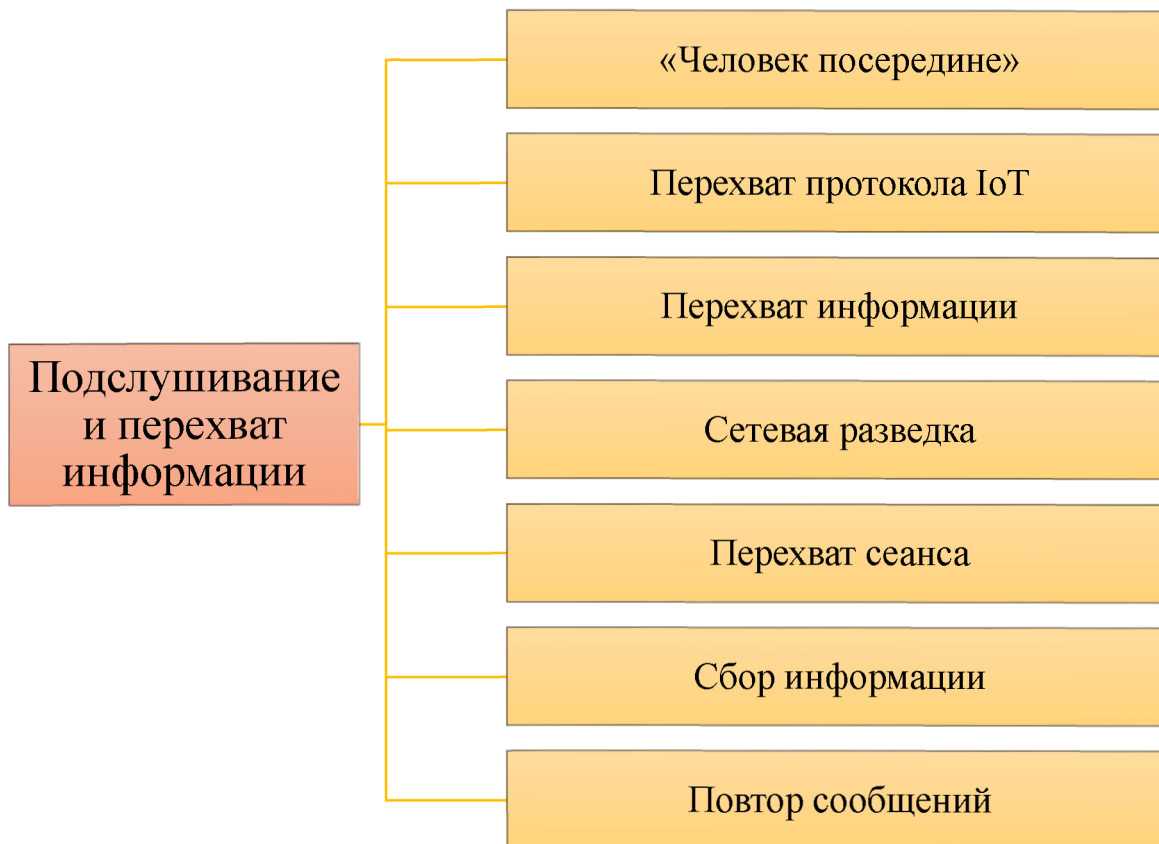 «Человек посередине»
Перехват протокола IoT
Перехват информации
Подслушивание
и перехват
информации
Сетевая разведка
Перехват сеанса
Сбор информации
Повтор сообщений